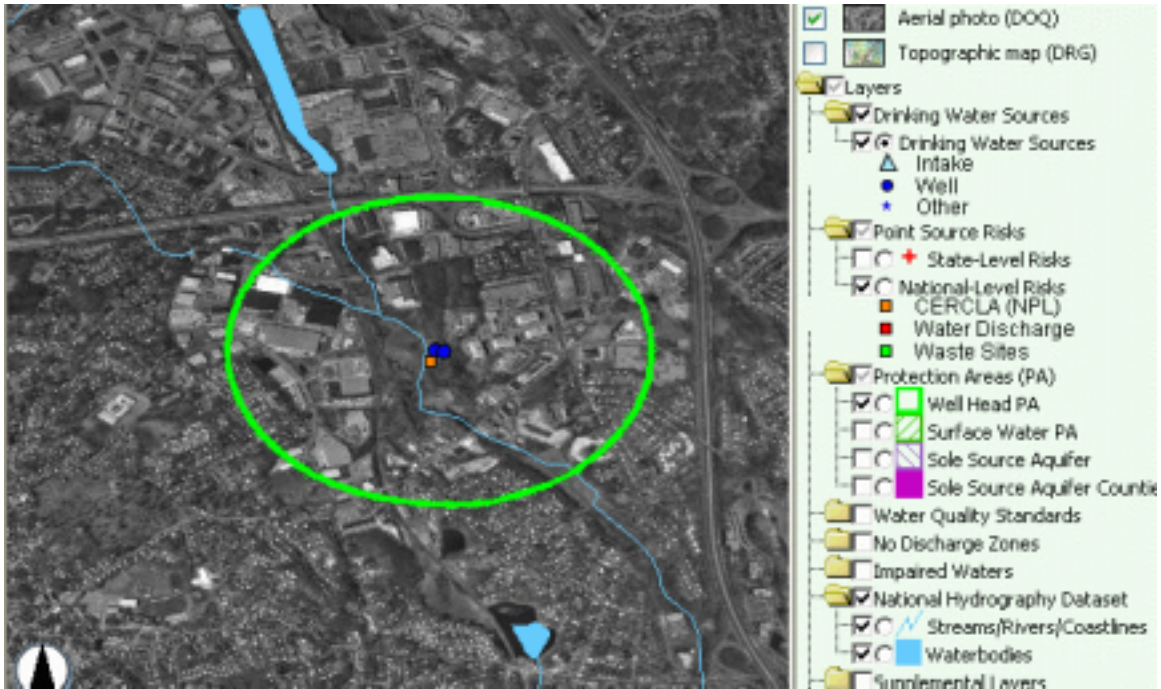 Aerial photo (DOQ)
Topographic map (DRG)
Layers
Drinking Water Sources
Drinking Water Sources
Intake
Well
Other
Point Source Risks
State-Level Risks
National-Level Risks
CERCLA (NPL)
Water Discharge
Waste Sites
Protection Areas (PA)
Well Head PA
Surface Water PA
Sole Source Aquifer
Sole Source Aquifer Countie
Water Quality Standards
No Discharge Zones
Impaired Waters
National Hydrography Dataset
Streams/Rivers/Coastlines
Waterbodies
Supplemental Layers